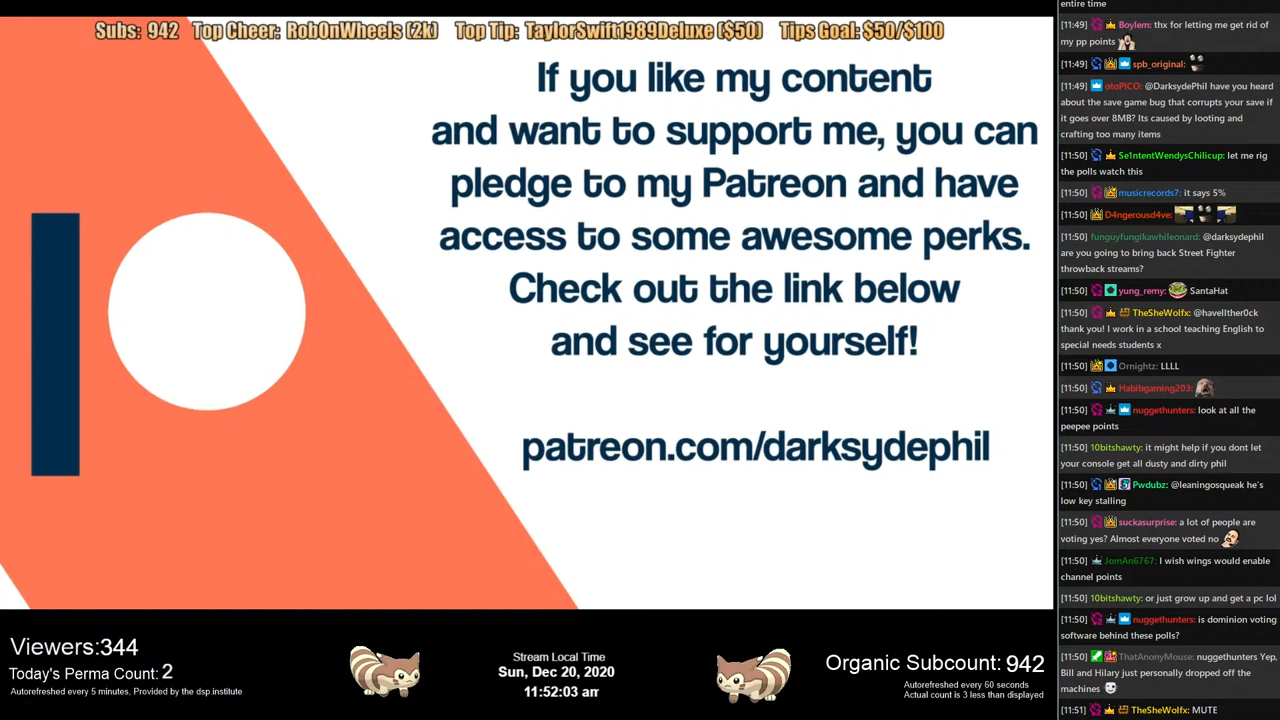 Subs: 942 Top Cheer: RobOnWheels (2k) Top Tip: TaylorSwift1989Deluxe ($50) Tips Goal: $50/$100
If you like my content
and want to support me, you can
pledge to my Patreon and have
access to some awesome perks.
Check out the link below
and see for yourself!
patreon.com/darksydephil
Viewers:344
Today's Perma Count: 2
Autorefreshed every 5 minutes, Provided by the dsp.institute
Stream Local Time
Sun, Dec 20, 2020
11:52:03 am
Organic Subcount: 942
Autorefreshed every 60 seconds
Actual count is 3 less than displayed
entire time
[11:49] Boylem: thx for letting me get rid of
my pp points
[11:49] spb_original:
[11:49] otoPICO: @DarksydePhil have you heard
about the save game bug that corrupts your save if
it goes over 8MB? Its caused by looting and
crafting too many items
[11:50] Se1ntentWendysChilicup: let me rig
the polls watch this
[11:50] musicrecords7: it says 5%
[11:50] D4ngerousd4ve:
[11:50] funguyfungikawhileonard: @darksydephil
are you going to bring back Street Fighter
throwback streams?
[11:50] yung_remy: SantaHat
[11:50] TheSheWolfx: @havellther0ck
thank you! I work in a school teaching English to
special needs students x
[11:50] Ornightz: LLLL
[11:50] Habibgaming203:
[11:50] nuggethunters: look at all the
peepee points
[11:50] 10bitshawty: it might help if you dont let
your console get all dusty and dirty phil
[11:50] Pwdubz: @leaningosqueak he's
low key stalling
[11:50] suckasurprise: a lot of people are
voting yes? Almost everyone voted no
[11:50] JomAn6767: I wish wings would enable
channel points
[11:50] 10bitshawty: or just grow up and get a pc lol
[11:50] nuggethunters: is dominion voting
software behind these polls?
[11:50] ThatAnonyMouse: nuggethunters Yep,
Bill and Hilary just personally dropped off the
machines
[11:51] TheSheWolfx: MUTE